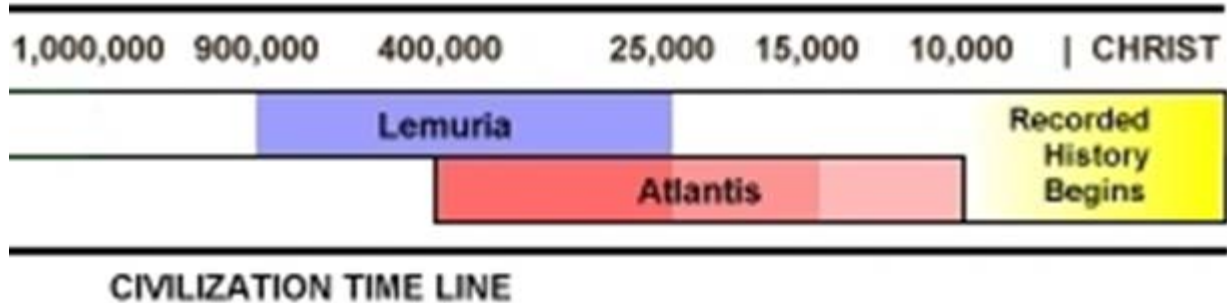 1,000,000 900,000 400,000 25,000 15,000 10,000 | CHRIST
Lemuria
Atlantis
Recorded
History
Begins
CIVILIZATION TIME LINE